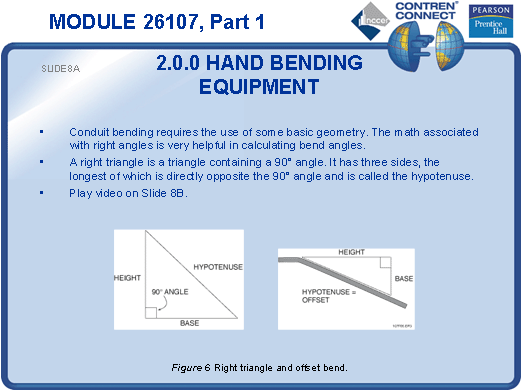 MODULE 26107, Part 1
nccer
CONTREN®
CONNECT
PEARSON
Prentice
Hall
SLIDE 8A
2.0.0 HAND BENDING
EQUIPMENT
• Conduit bending requires the use of some basic geometry. The math associated
with right angles is very helpful in calculating bend angles.
• A right triangle is a triangle containing a 90° angle. It has three sides, the
longest of which is directly opposite the 90° angle and is called the hypotenuse.
• Play video on Slide 8B.
HEIGHT
HYPOTENUSE
90° ANGLE
BASE
HEIGHT
BASE
HYPOTENUSE =
OFFSET
Figure 6 Right triangle and offset bend.